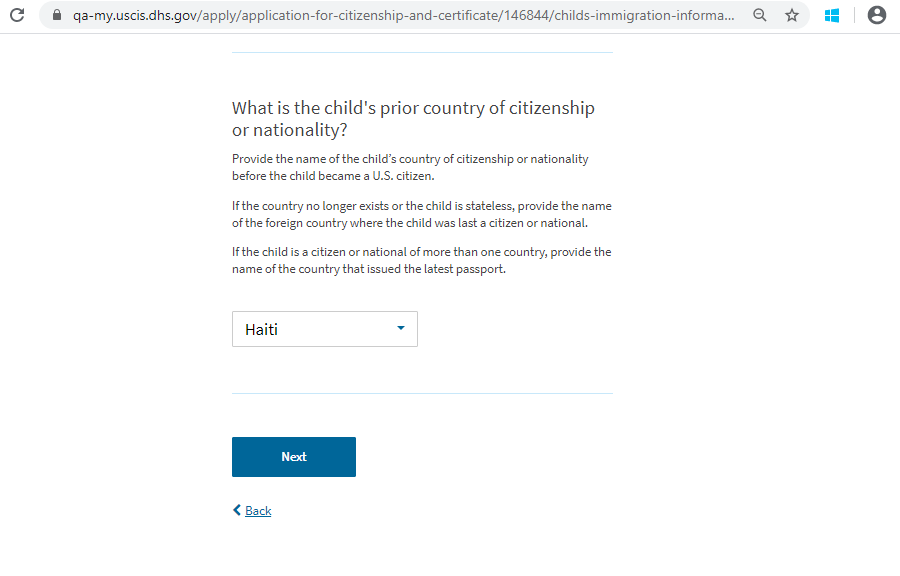 qa-my.uscis.dhs.gov/apply/application-for-citizenship-and-certificate/146844/childs-immigration-informa...
What is the child's prior country of citizenship
or nationality?
Provide the name of the child's country of citizenship or nationality
before the child became a U.S. citizen.
If the country no longer exists or the child is stateless, provide the name
of the foreign country where the child was last a citizen or national.
If the child is a citizen or national of more than one country, provide the
name of the country that issued the latest passport.
Haiti
Next
Back